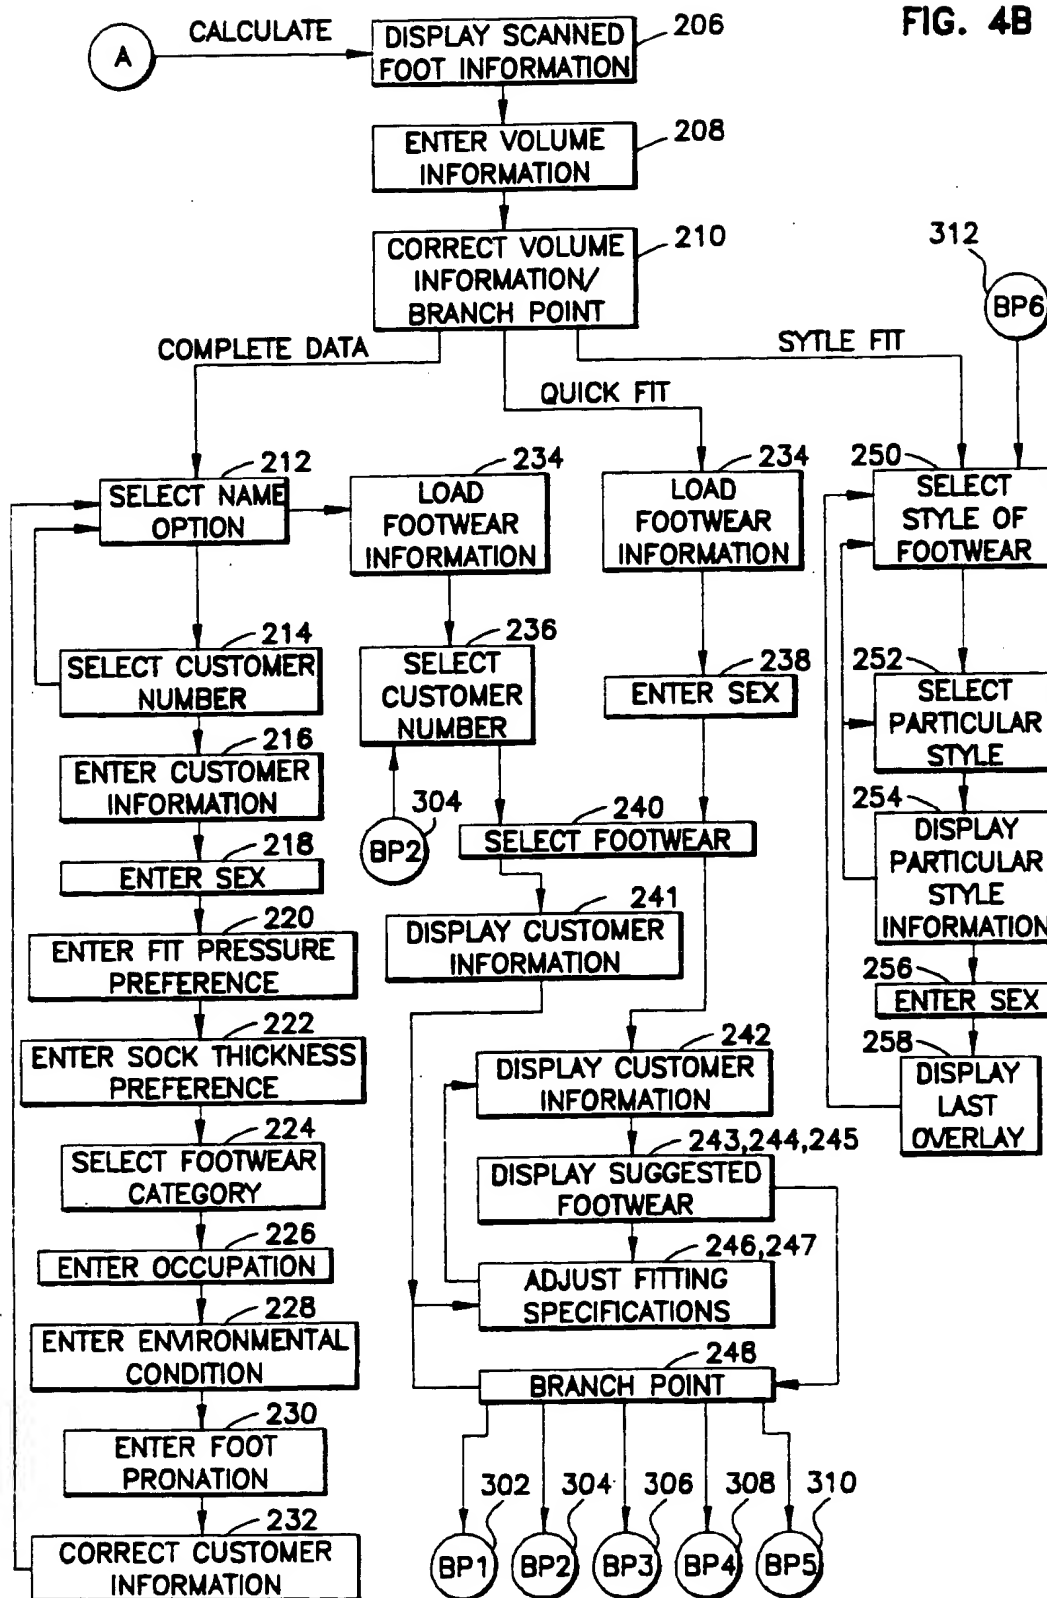 FIG. 4B
A
CALCULATE
DISPLAY SCANNED
FOOT INFORMATION
206
ENTER VOLUME
INFORMATION
208
CORRECT VOLUME
INFORMATION/
BRANCH POINT
210
312
BP6
COMPLETE DATA
QUICK FIT
SYTLE FIT
212
SELECT NAME
OPTION
234
LOAD
FOOTWEAR
INFORMATION
234
LOAD
FOOTWEAR
INFORMATION
250
SELECT
STYLE OF
FOOTWEAR
214
SELECT CUSTOMER
NUMBER
236
SELECT
CUSTOMER
NUMBER
238
ENTER SEX
252
SELECT
PARTICULAR
STYLE
216
ENTER CUSTOMER
INFORMATION
304
BP2
240
SELECT FOOTWEAR
254
DISPLAY
PARTICULAR
STYLE
INFORMATION
218
ENTER SEX
241
DISPLAY CUSTOMER
INFORMATION
220
ENTER FIT PRESSURE
PREFERENCE
256
ENTER SEX
222
ENTER SOCK THICKNESS
PREFERENCE
242
DISPLAY CUSTOMER
INFORMATION
258
DISPLAY
LAST
OVERLAY
224
SELECT FOOTWEAR
CATEGORY
243,244,245
DISPLAY SUGGESTED
FOOTWEAR
226
ENTER OCCUPATION
246,247
ADJUST FITTING
SPECIFICATIONS
228
ENTER ENVIRONMENTAL
CONDITION
248
BRANCH POINT
230
ENTER FOOT
PRONATION
232
CORRECT CUSTOMER
INFORMATION
302
BP1
304
BP2
306
BP3
308
BP4
310
BP5